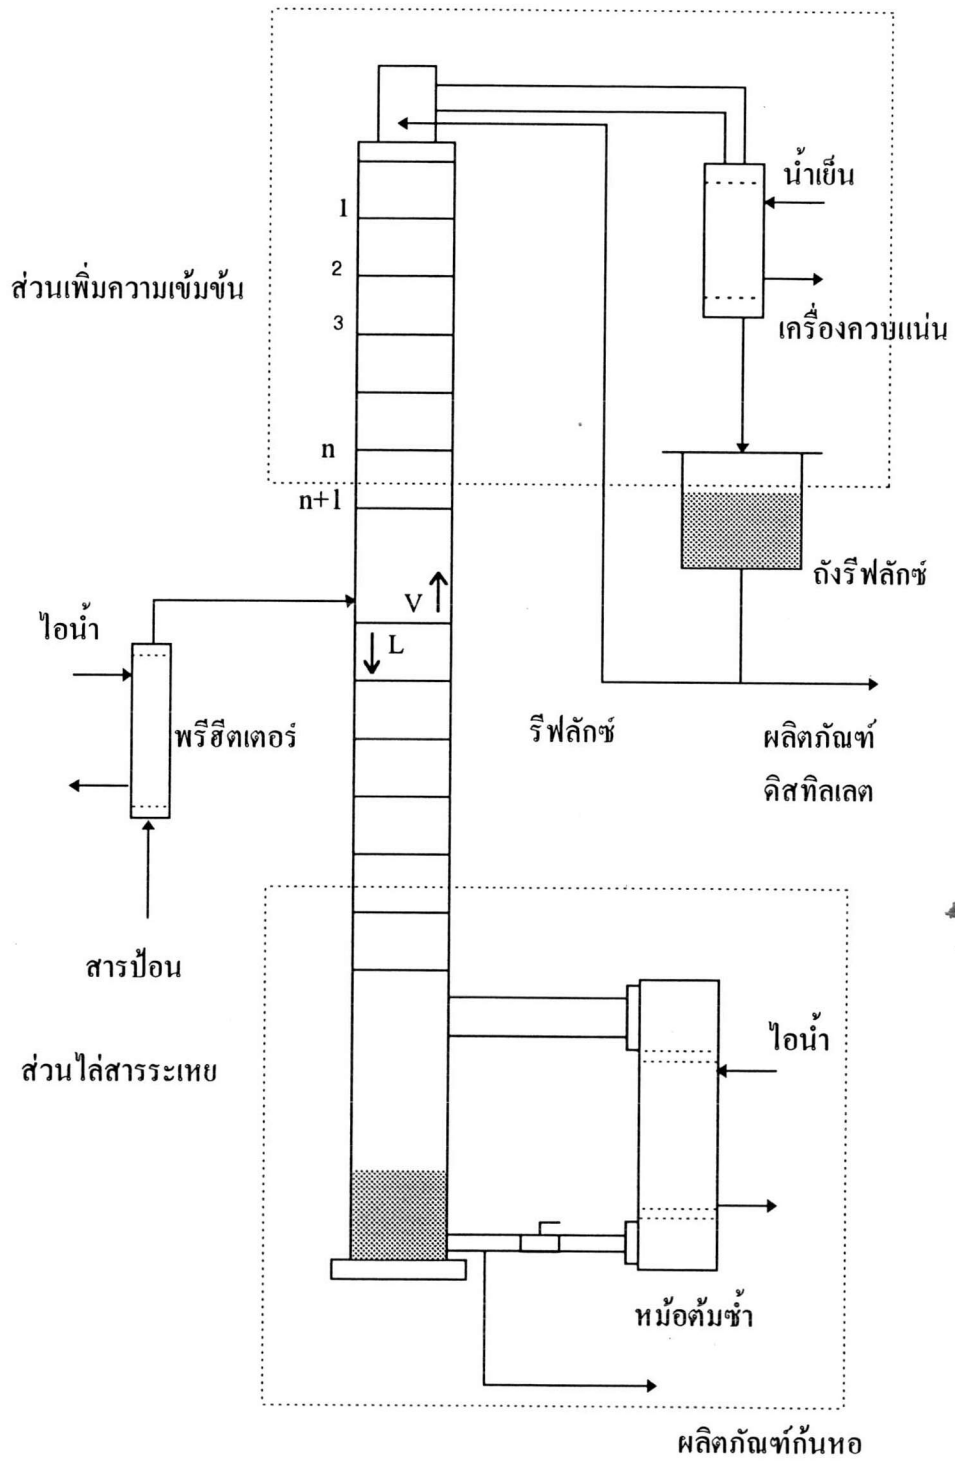 น้ำเย็น
1
2
ส่วนเพิ่มความเข้มข้น
3
เครื่องควบแน่น
n
n+1
ถังรีฟลักซ์
V
ไอน้ำ
L
พรีฮีตเตอร์
รีฟลักซ์
ผลิตภัณฑ์
ดิสทิลเลต
สารป้อน
ไอน้ำ
ส่วนไล่สารระเหย
หม้อต้มซ้ำ
ผลิตภัณฑ์ก้นหอ